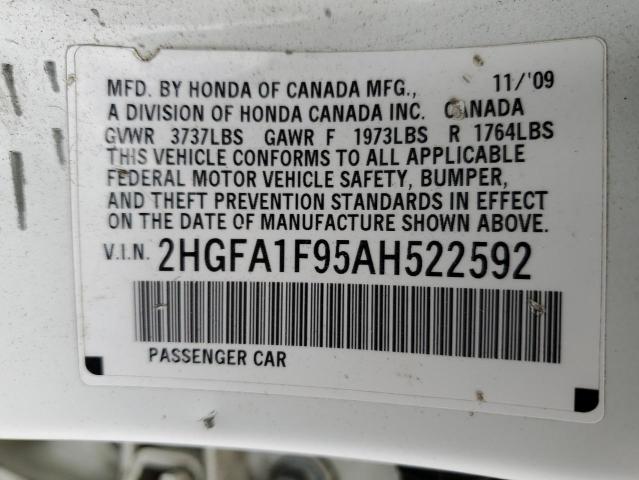 MFD. BY HONDA OF CANADA MFG., 11/'09
A DIVISION OF HONDA CANADA INC. CANADA
GVWR 3737LBS GAWR F 1973LBS R 1764LBS
THIS VEHICLE CONFORMS TO ALL APPLICABLE
FEDERAL MOTOR VEHICLE SAFETY, BUMPER,
AND THEFT PREVENTION STANDARDS IN EFFECT
ON THE DATE OF MANUFACTURE SHOWN ABOVE.
V.I.N. 2HGFA1F95AH522592
PASSENGER CAR